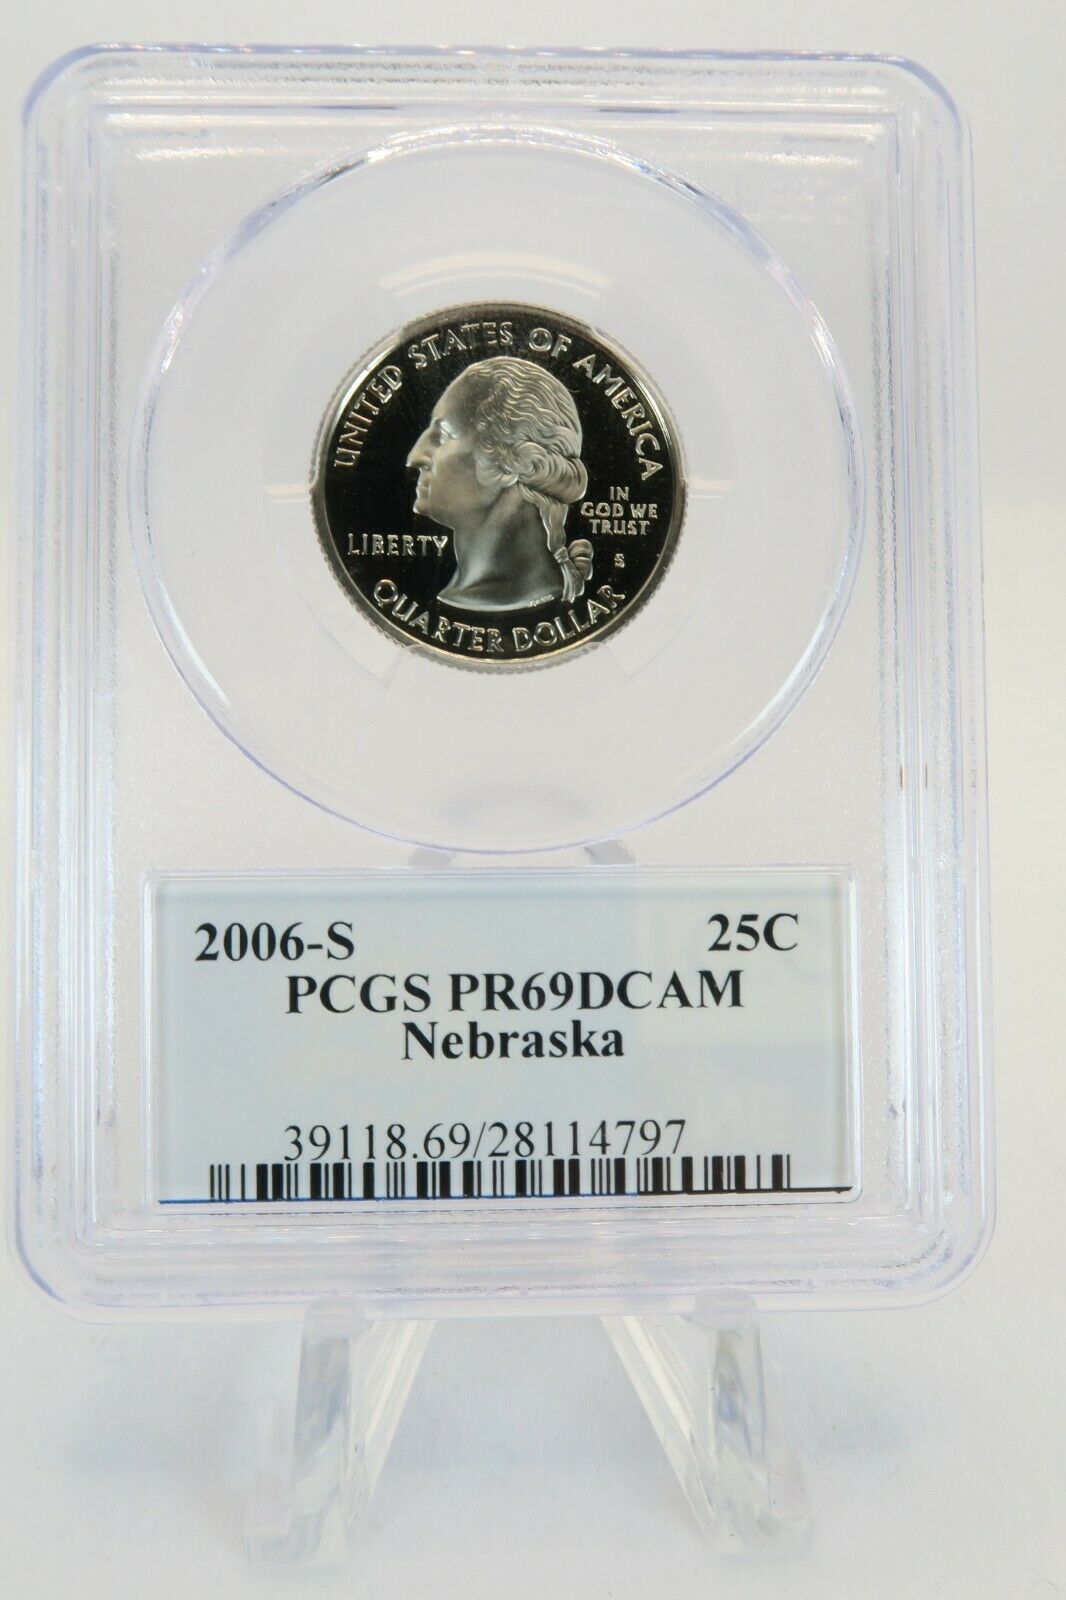 UNITED STATES OF AMERICA
IN
GOD WE
TRUST
LIBERTY
S
QUARTER DOLLAR
2006-S 25C
PCGS PR69DCAM
Nebraska
39118.69/28114797